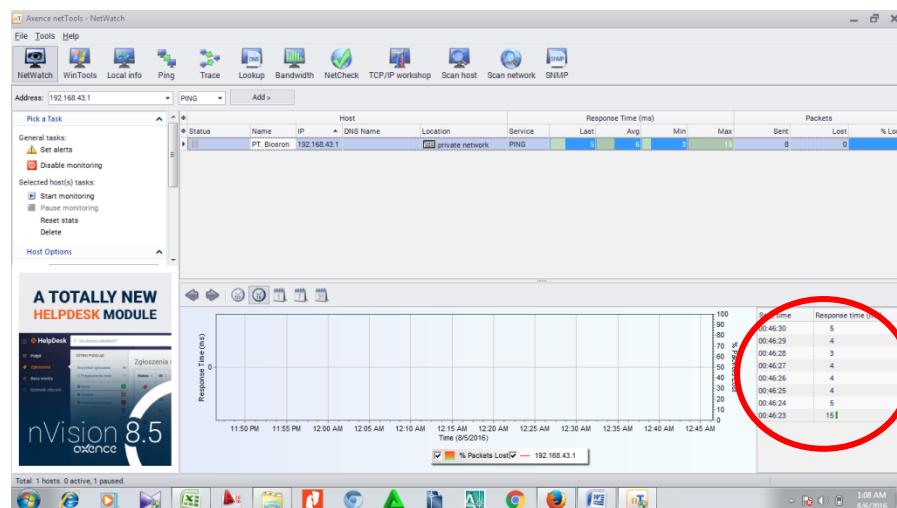 Axence netTools - NetWatch
File Tools Help
NetWatch WinTools Local info Ping Trace Lookup Bandwidth NetCheck TCP/IP workshop Scan host Scan network SNMP
Address: 192.168.43.1 PING Add »
Pick a Task
General tasks:
Set alerts
Disable monitoring
Selected host(s) tasks:
Start monitoring
Pause monitoring
Reset stats
Delete
Host Options
Host Response Time (ms) Packets
Status Name IP DNS Name Location Service Last Avg Min Max Sent Lost % Lo
PT. Biosron 192.168.43.1 private network PING 5 6 3 15 8 0
A TOTALLY NEW
HELPDESK MODULE
HelpDesk
Zgłoszenia
nVision 8.5
axence
Response Time (ms)
0
100
90
80
70
60
50
40
30
20
10
0
11:50 PM 11:55 PM 12:00 AM 12:05 AM 12:10 AM 12:15 AM 12:20 AM 12:25 AM 12:30 AM 12:35 AM 12:40 AM 12:45 AM
Time (8/5/2016)
% Packets Lost 192.168.43.1
time Response time
00:46:30 5
00:46:29 4
00:46:28 3
00:46:27 4
00:46:26 4
00:46:25 4
00:46:24 5
00:46:23 15
Total: 1 hosts. 0 active, 1 paused.
1:08 AM
8/6/2016